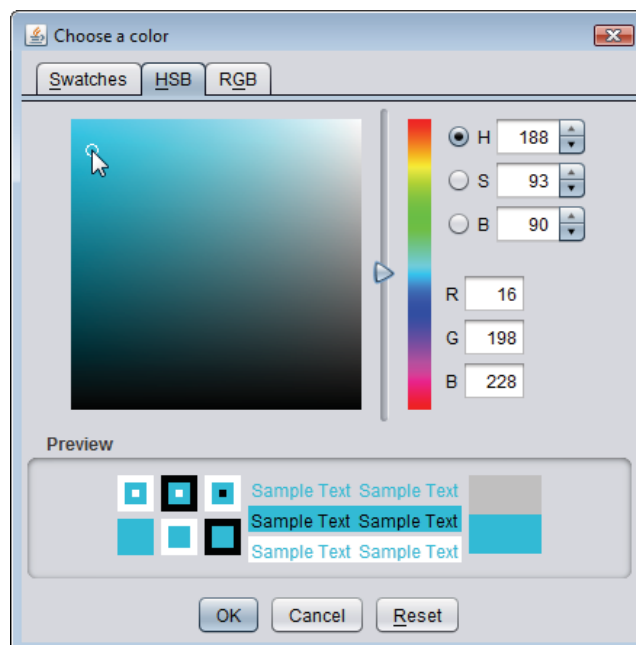 Choose a color
Swatches HSB RGB
H 188
S 93
B 90
R 16
G 198
B 228
Preview
Sample Text Sample Text
Sample Text Sample Text
Sample Text Sample Text
OK Cancel Reset